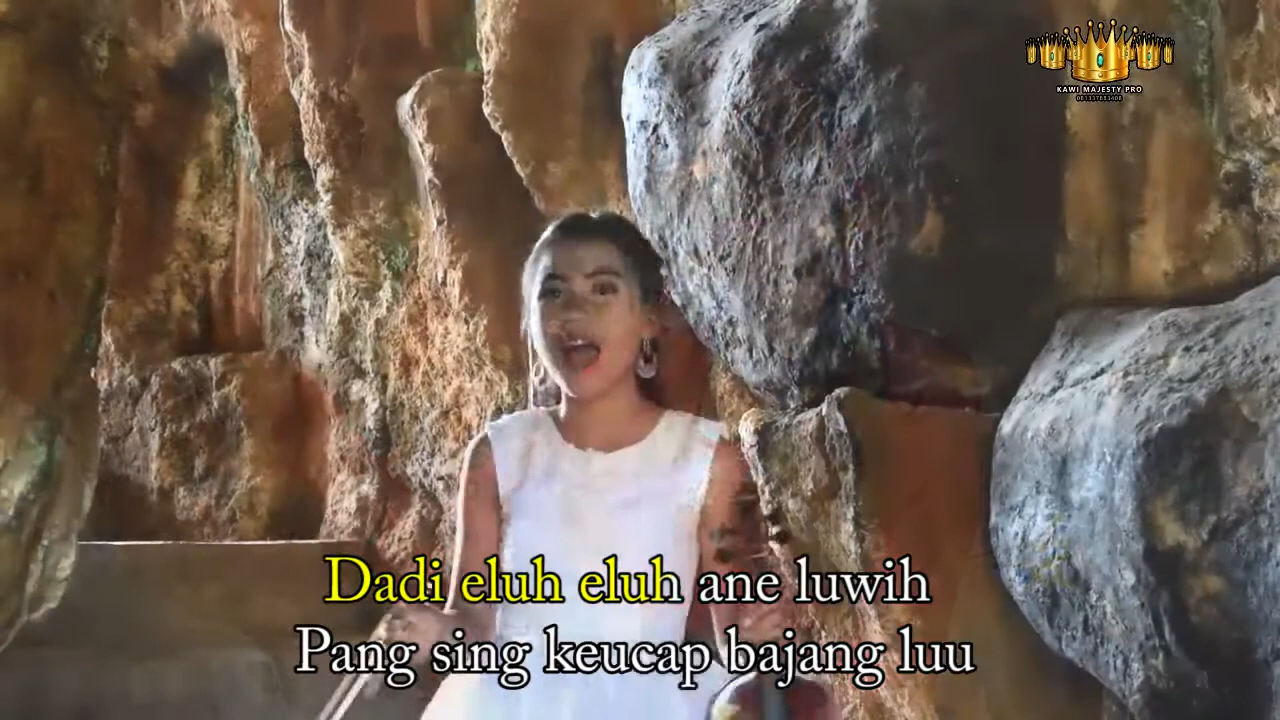 KAWI MAJESTY PRO
Dadi eluh eluh ane luwih
Pang sing keucap bajang luu